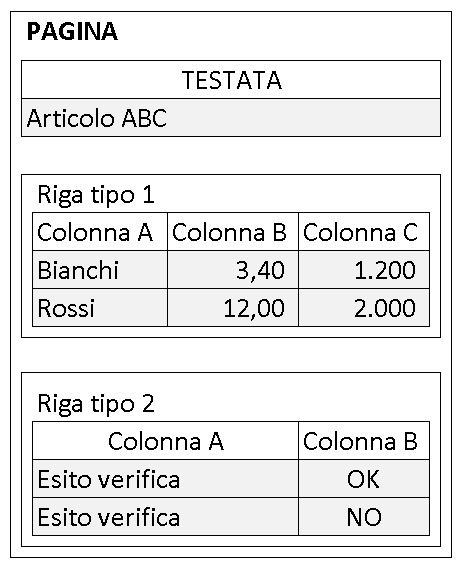 PAGINA
TESTATA
Articolo ABC
Riga tipo 1
Colonna A Colonna B Colonna C
Bianchi 3,40 1.200
Rossi 12,00 2.000
Riga tipo 2
Colonna A Colonna B
Esito verifica OK
Esito verifica NO